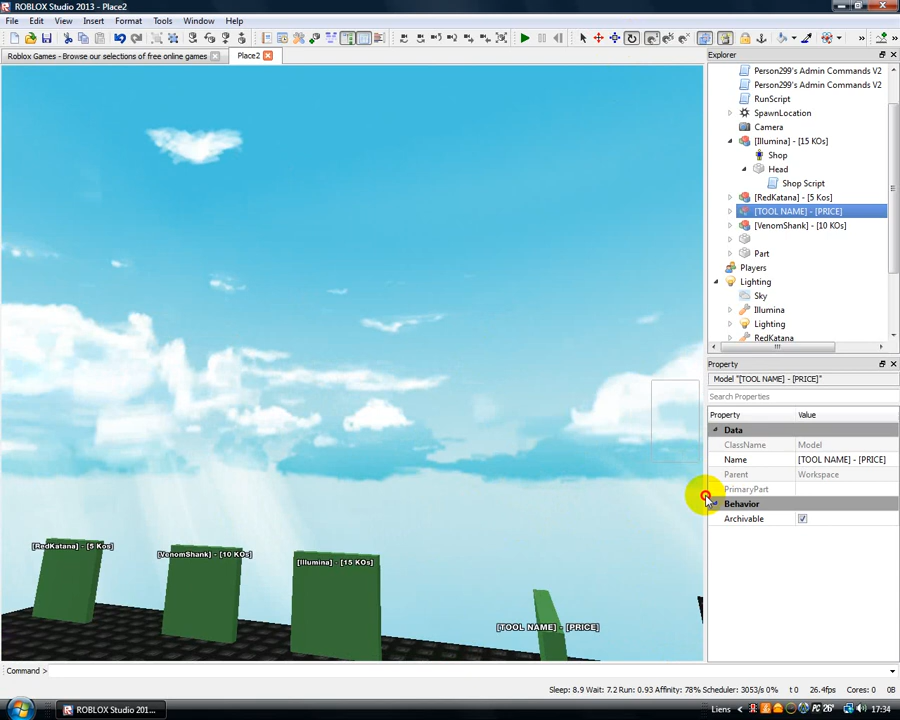 ROBLOX Studio 2013 - Place2
File Edit View Insert Format Tools Window Help
Roblox Games - Browse our selections of free online games
Place2
[RedKatana] - [5 Kos]
[VenomShank] - [10 KOs]
[Illumina] - [15 KOs]
[TOOL NAME] - [PRICE]
Explorer
Person299's Admin Commands V2
Person299's Admin Commands V2
RunScript
SpawnLocation
Camera
[Illumina] - [15 KOs]
Shop
Head
Shop Script
[RedKatana] - [5 Kos]
[TOOL NAME] - [PRICE]
[VenomShank] - [10 KOs]
Part
Players
Lighting
Sky
Illumina
Lighting
RedKatana
Property
Model "[TOOL NAME] - [PRICE]"
Search Properties
Property Value
Data
ClassName Model
Name [TOOL NAME] - [PRICE]
Parent Workspace
PrimaryPart
Behavior
Archivable
Command >
Sleep: 8.9 Wait: 7.2 Run: 0.93 Affinity: 78% Scheduler: 3053/s 0% t 0 26.4fps Cores: 0 0B
ROBLOX Studio 201...
Liens
26°
17:34